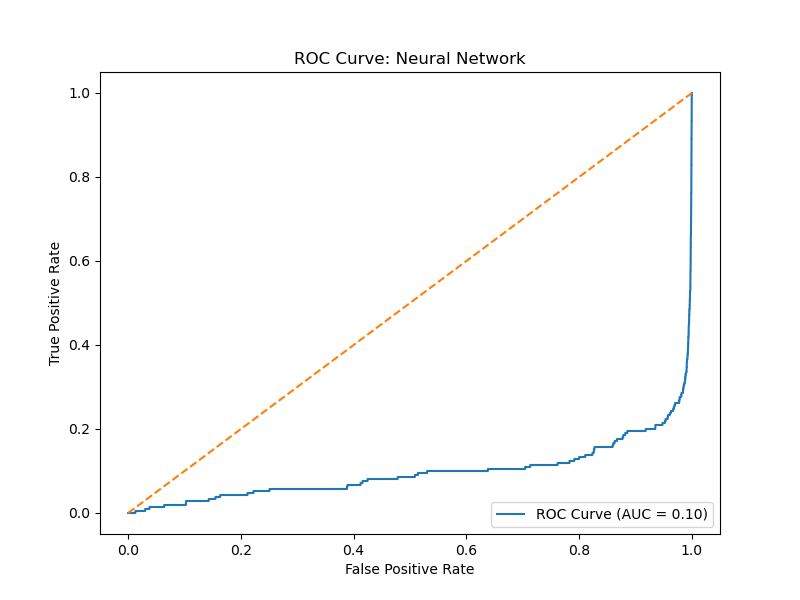 ROC Curve: Neural Network
True Positive Rate
1.0
0.8
0.6
0.4
0.2
0.0
ROC Curve (AUC = 0.10)
0.0 0.2 0.4 0.6 0.8 1.0
False Positive Rate